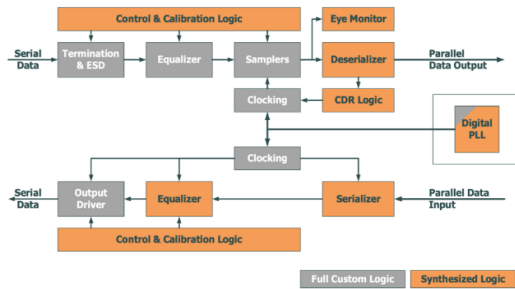 Control & Calibration Logic
Eye Monitor
Serial
Data
Termination
& ESD
Equalizer
Samplers
Deserializer
Parallel
Data Output
Clocking
CDR Logic
Digital
PLL
Clocking
Serial
Data
Output
Driver
Equalizer
Serializer
Parallel Data
Input
Control & Calibration Logic
Full Custom Logic
Synthesized Logic